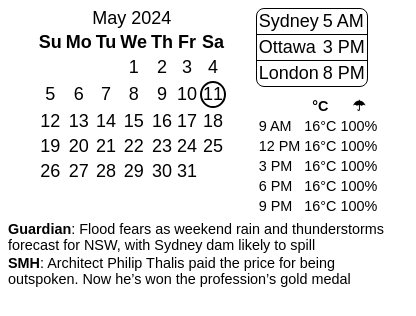 May 2024
Su Mo Tu We Th Fr Sa
1 2 3 4
5 6 7 8 9 10 11
12 13 14 15 16 17 18
19 20 21 22 23 24 25
26 27 28 29 30 31
Sydney 5 AM
Ottawa 3 PM
London 8 PM
°C ☂
9 AM 16°C 100%
12 PM 16°C 100%
3 PM 16°C 100%
6 PM 16°C 100%
9 PM 16°C 100%
Guardian: Flood fears as weekend rain and thunderstorms
forecast for NSW, with Sydney dam likely to spill
SMH: Architect Philip Thalis paid the price for being
outspoken. Now he’s won the profession’s gold medal